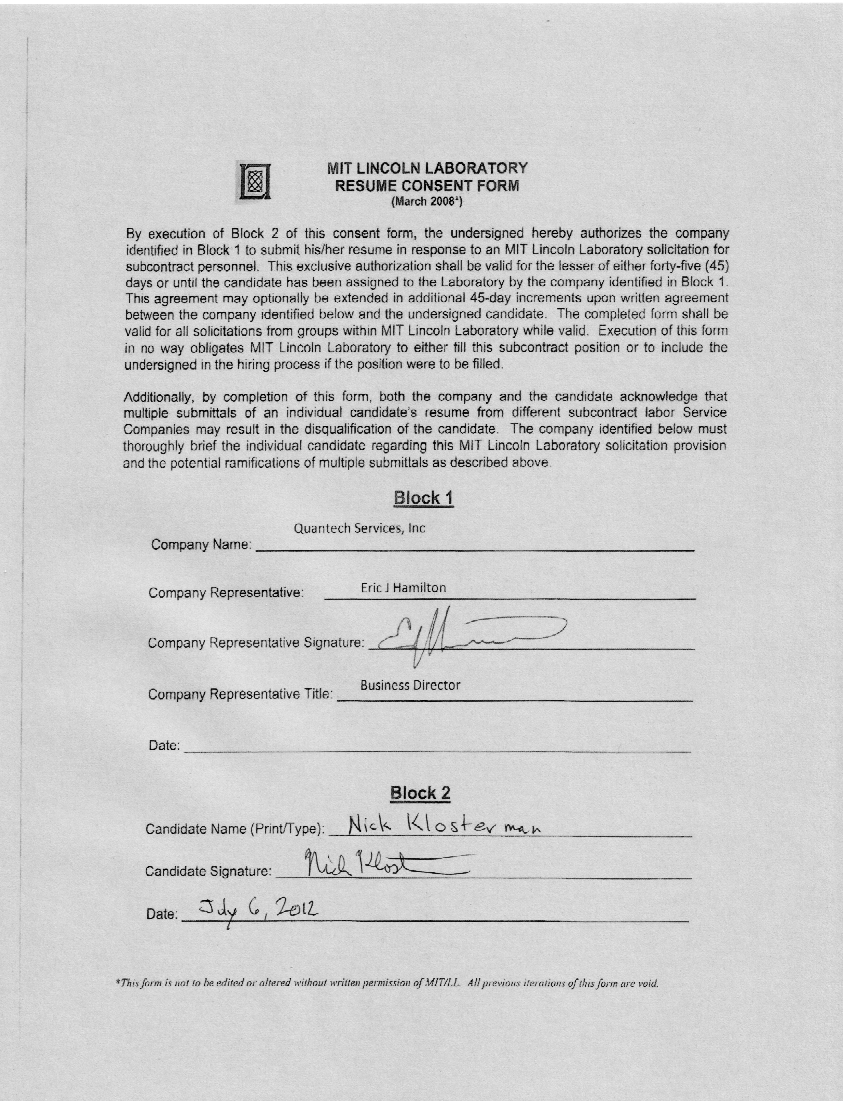 MIT LINCOLN LABORATORY
RESUME CONSENT FORM
(March 2008*)
By execution of Block 2 of this consent form, the undersigned hereby authorizes the company
identified in Block 1 to submit his/her resume in response to an MIT Lincoln Laboratory solicitation for
subcontract personnel. This exclusive authorization shall be valid for the lesser of either forty-five (45)
days or until the candidate has been assigned to the Laboratory by the company identified in Block 1.
This agreement may optionally be extended in additional 45-day increments upon written agreement
between the company identified below and the undersigned candidate. The completed form shall be
valid for all solicitations from groups within MIT Lincoln Laboratory while valid. Execution of this form
in no way obligates MIT Lincoln Laboratory to either fill this subcontract position or to include the
undersigned in the hiring process if the position were to be filled.
Additionally, by completion of this form, both the company and the candidate acknowledge that
multiple submittals of an individual candidate's resume from different subcontract labor Service
Companies may result in the disqualification of the candidate. The company identified below must
thoroughly brief the individual candidate regarding this MIT Lincoln Laboratory solicitation provision
and the potential ramifications of multiple submittals as described above.
Block 1
Company Name: Quantech Services, Inc
Company Representative: Eric J Hamilton
Company Representative Signature:
Company Representative Title: Business Director
Date:
Block 2
Candidate Name (Print/Type): Nick Klosterman
Candidate Signature: Nick Klost
Date: July 6, 2012
*This form is not to be edited or altered without written permission of MIT/LL. All previous iterations of this form are void.